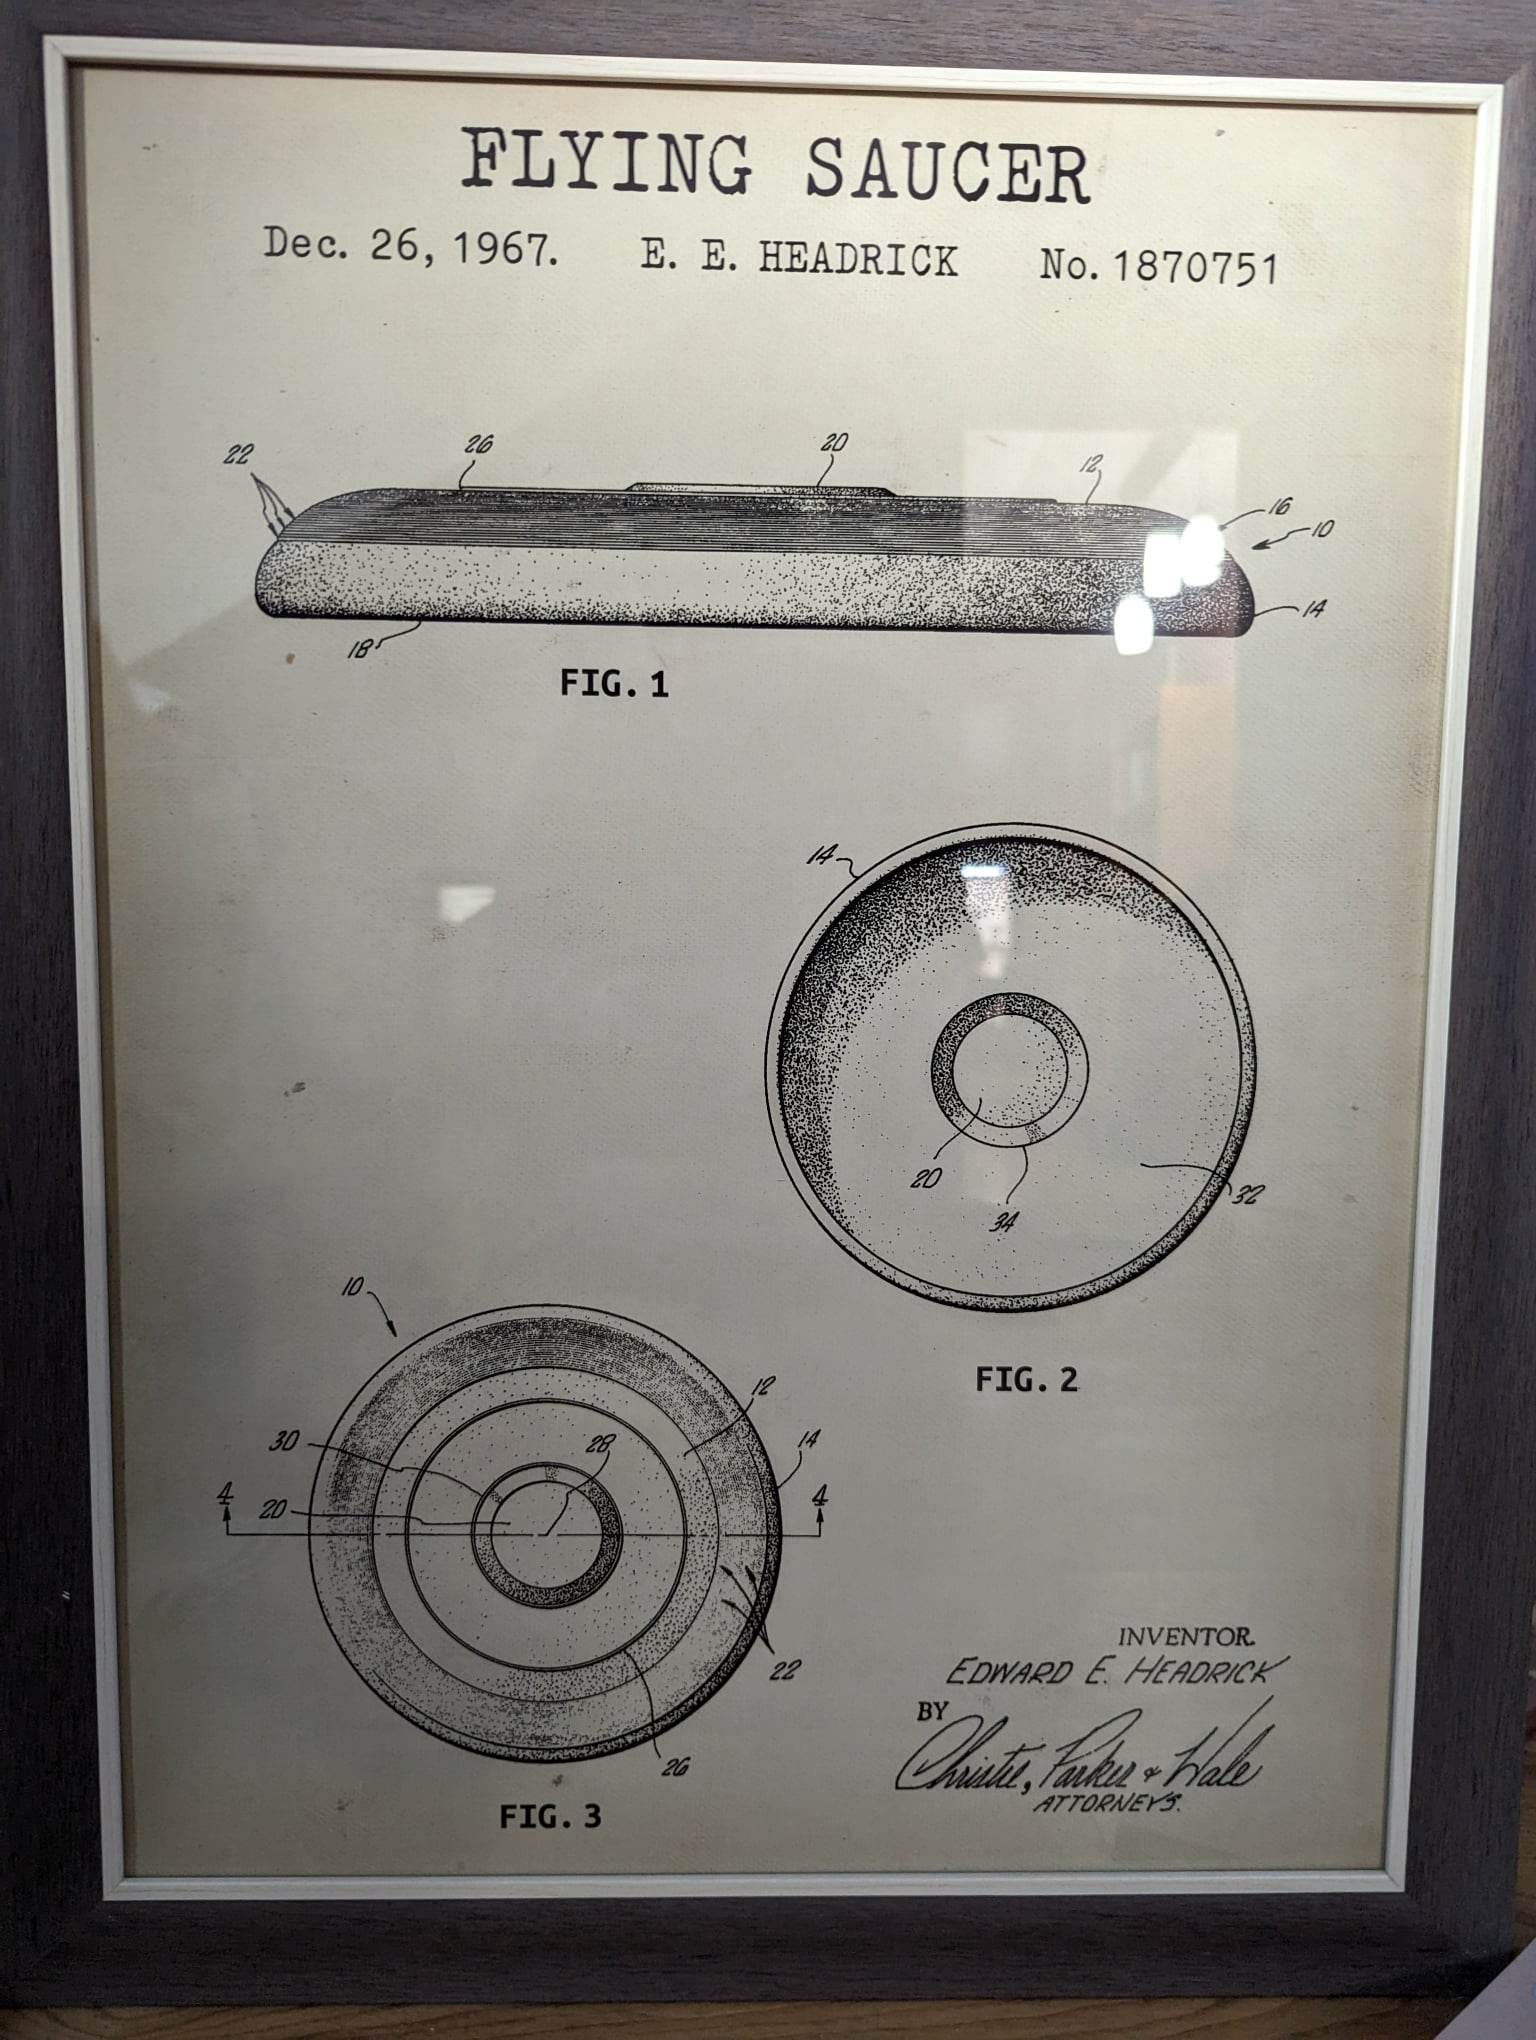 FLYING SAUCER
Dec. 26, 1967. E. E. HEADRICK No. 1870751
22
26
20
12
16
10
14
18
FIG. 1
14
20
34
32
FIG. 2
10
12
30
28
14
4
20
4
22
26
FIG. 3
INVENTOR.
EDWARD E. HEADRICK
BY
Christie, Parker & Hale
ATTORNEYS.